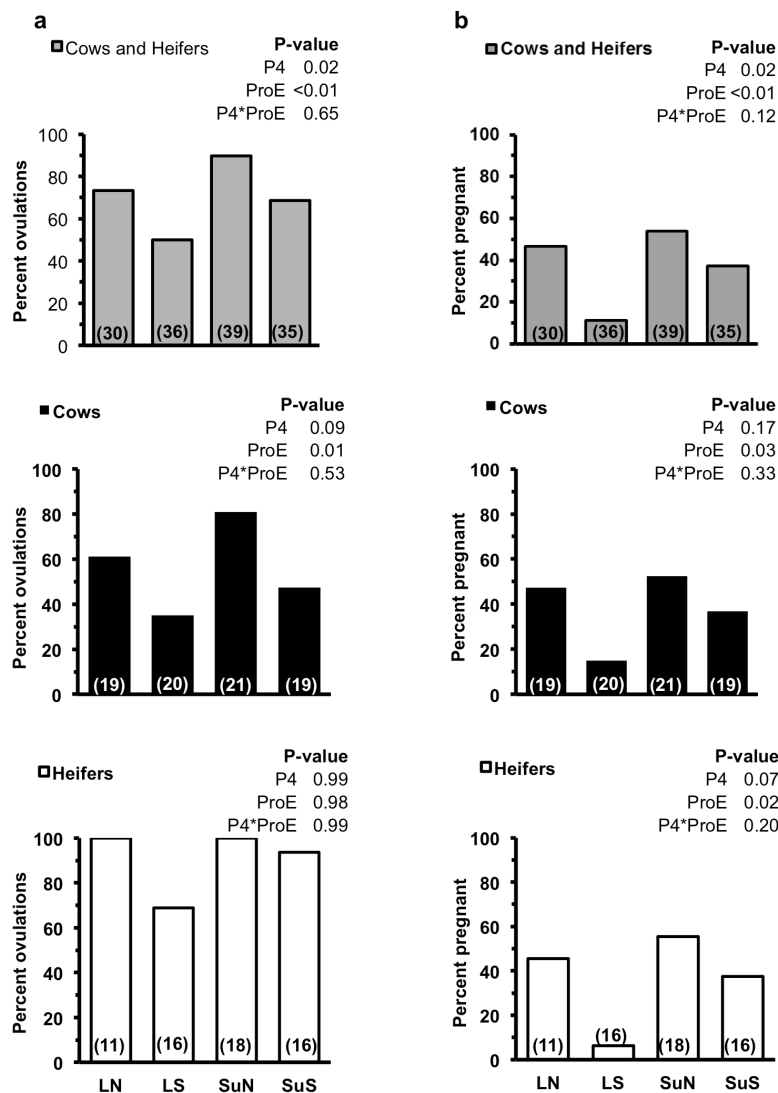 a
Cows and Heifers
P-value
P4 0.02
ProE <0.01
P4*ProE 0.65
Percent ovulations
100
80
60
40
20
0
(30) (36) (39) (35)
b
Cows and Heifers
P-value
P4 0.02
ProE <0.01
P4*ProE 0.12
Percent pregnant
100
80
60
40
20
0
(30) (36) (39) (35)
Cows
P-value
P4 0.09
ProE 0.01
P4*ProE 0.53
Percent ovulations
100
80
60
40
20
0
(19) (20) (21) (19)
Cows
P-value
P4 0.17
ProE 0.03
P4*ProE 0.33
Percent pregnant
100
80
60
40
20
0
(19) (20) (21) (19)
Heifers
P-value
P4 0.99
ProE 0.98
P4*ProE 0.99
Percent ovulations
100
80
60
40
20
0
(11) (16) (18) (16)
LN LS SuN SuS
Heifers
P-value
P4 0.07
ProE 0.02
P4*ProE 0.20
Percent pregnant
100
80
60
40
20
0
(11) (16) (18) (16)
LN LS SuN SuS